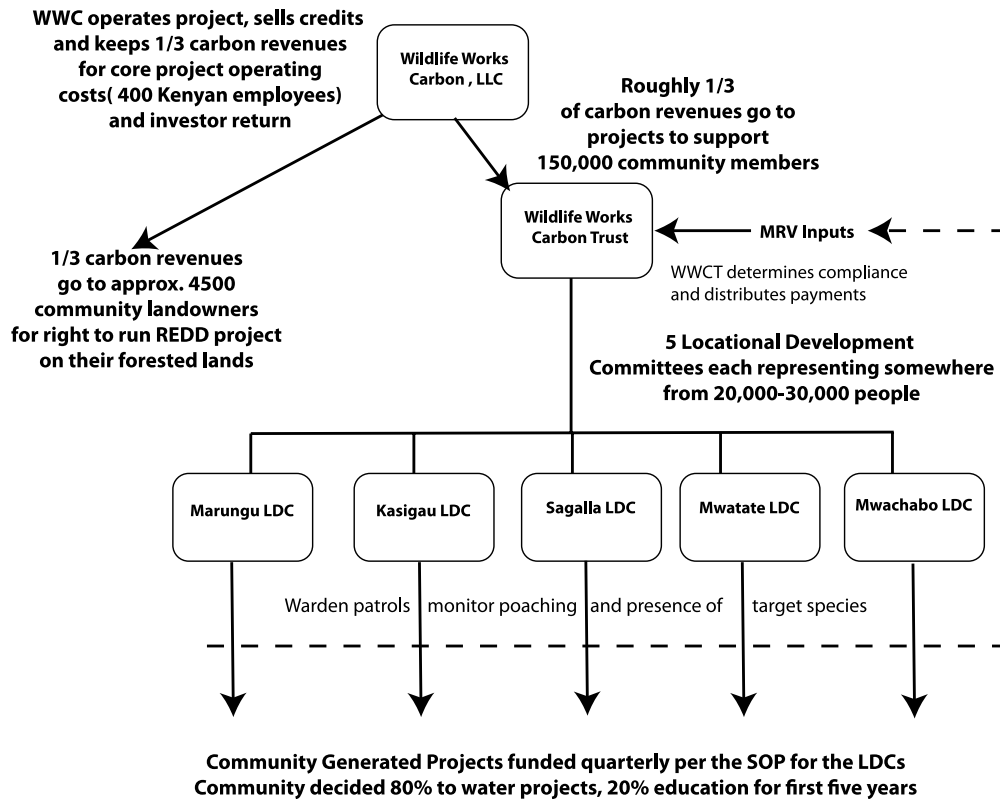 WWC operates project, sells credits
and keeps 1/3 carbon revenues
for core project operating
costs( 400 Kenyan employees)
and investor return
Wildlife Works
Carbon , LLC
Roughly 1/3
of carbon revenues go to
projects to support
150,000 community members
Wildlife Works
Carbon Trust
MRV Inputs
WWCT determines compliance
and distributes payments
1/3 carbon revenues
go to approx. 4500
community landowners
for right to run REDD project
on their forested lands
5 Locational Development
Committees each representing somewhere
from 20,000-30,000 people
Marungu LDC
Kasigau LDC
Sagalla LDC
Mwatate LDC
Mwachabo LDC
Warden patrols monitor poaching and presence of target species
Community Generated Projects funded quarterly per the SOP for the LDCs
Community decided 80% to water projects, 20% education for first five years